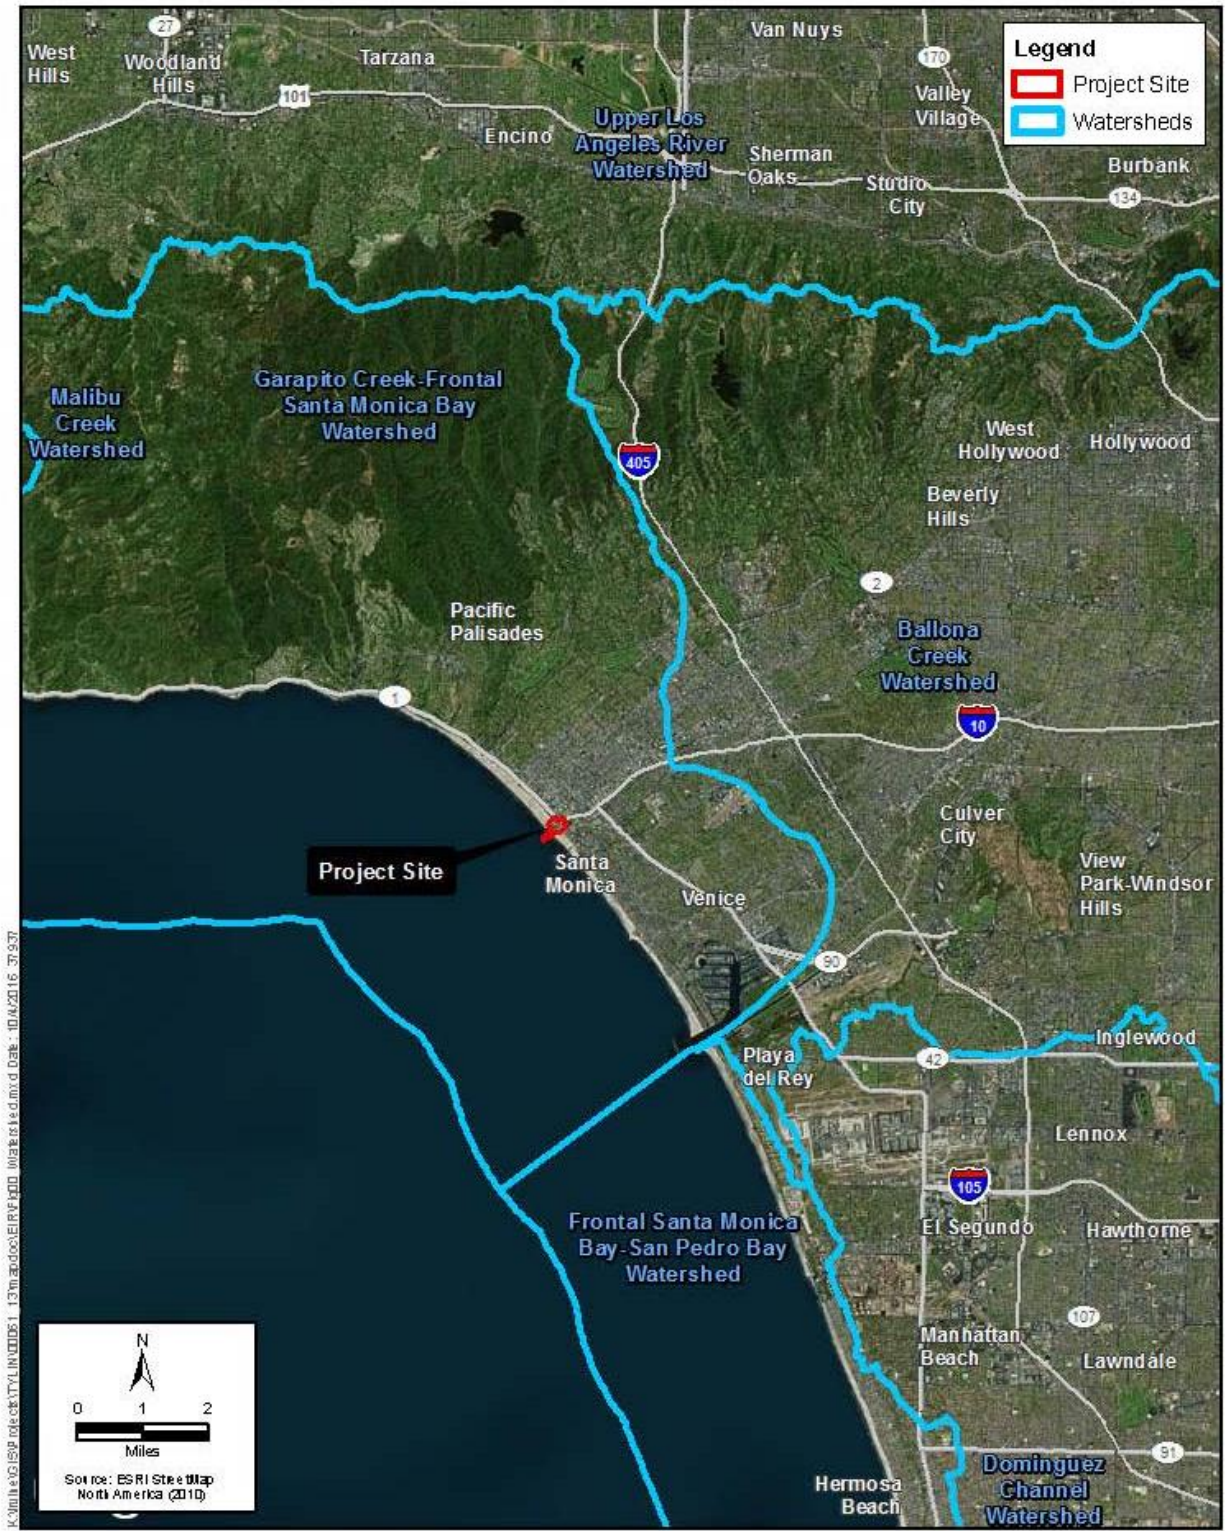 27
West
Hills
Woodland
Hills
Tarzana
Van Nuys
101
170
Valley
Village
Encino
Upper Los
Angeles River
Watershed
Sherman
Oaks
Studio
City
Burbank
134
Legend
Project Site
Watersheds
Malibu
Creek
Watershed
Garapito Creek-Frontal
Santa Monica Bay
Watershed
405
West
Hollywood
Hollywood
Beverly
Hills
2
Pacific
Palisades
Ballona
Creek
Watershed
1
10
Culver
City
View
Park-Windsor
Hills
Project Site
Santa
Monica
Venice
90
Playa
del Rey
42
Inglewood
Lennox
105
El Segundo
Hawthorne
Frontal Santa Monica
Bay-San Pedro Bay
Watershed
107
Manhattan
Beach
Lawndale
91
Hermosa
Beach
Dominguez
Channel
Watershed
N
0 1 2
Miles
Source: ESRI StreetMap
North America (2010)